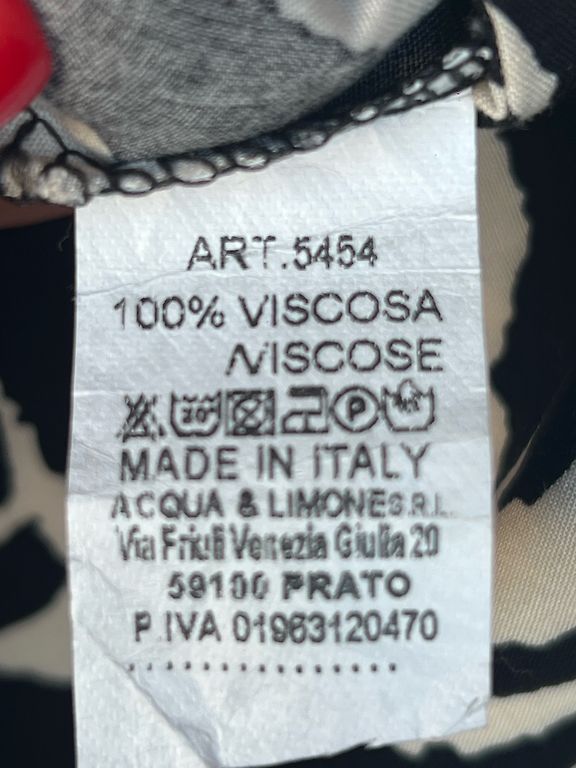 ART.5454
100% VISCOSA
/VISCOSE
30° P
MADE IN ITALY
ACQUA & LIMONE S.R.L.
Via Friuli Venezia Giulia 20
59100 PRATO
P.IVA 01963120470